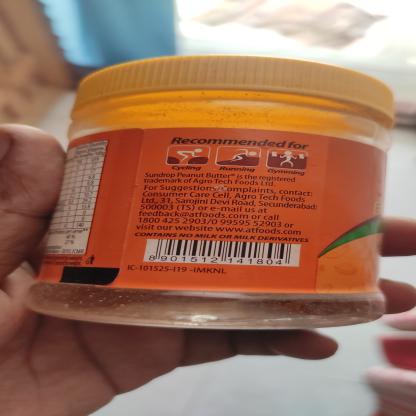 Recommended for
Cycling Running Gymming
Sundrop Peanut Butter® is the registered
trademark of Agro Tech Foods Ltd.
For Suggestions/Complaints, contact:
Consumer Care Cell, Agro Tech Foods
Ltd., 31, Sarojini Devi Road, Secunderabad:
500003 (TS) or e-mail us at
feedback@atfoods.com or call
1800 425 2903/0 99595 52903 or
visit our website www.atfoods.com
CONTAINS NO MILK OR MILK DERIVATIVES
8 901512 141804
IC-101525-I19 -IMKNL